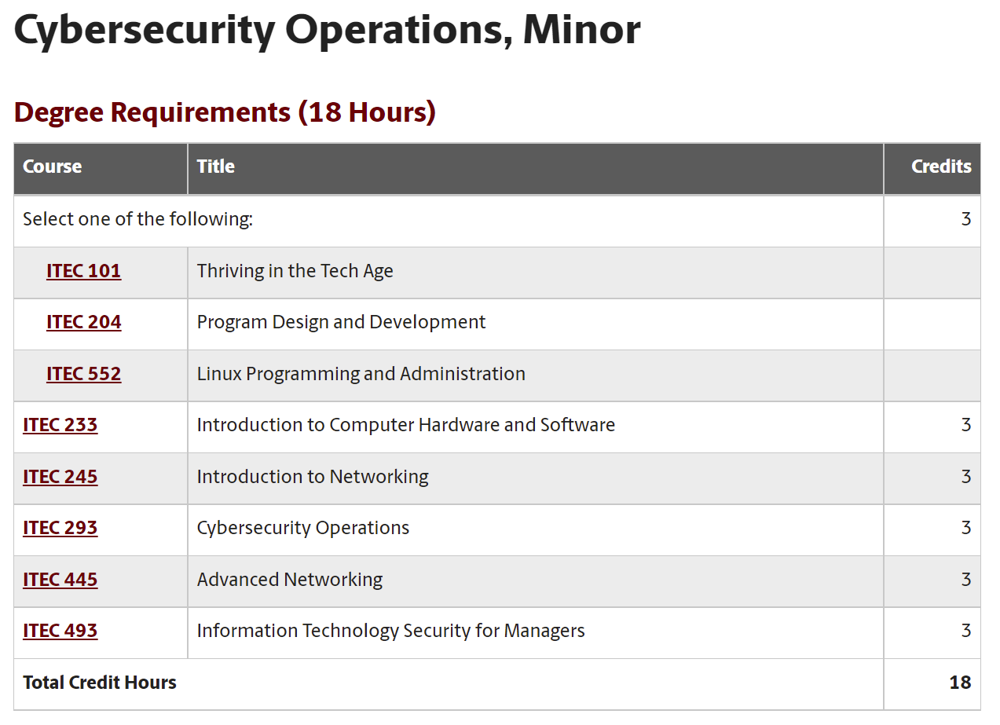 Cybersecurity Operations, Minor
Degree Requirements (18 Hours)
Course Title Credits
Select one of the following: 3
ITEC 101 Thriving in the Tech Age
ITEC 204 Program Design and Development
ITEC 552 Linux Programming and Administration
ITEC 233 Introduction to Computer Hardware and Software 3
ITEC 245 Introduction to Networking 3
ITEC 293 Cybersecurity Operations 3
ITEC 445 Advanced Networking 3
ITEC 493 Information Technology Security for Managers 3
Total Credit Hours 18